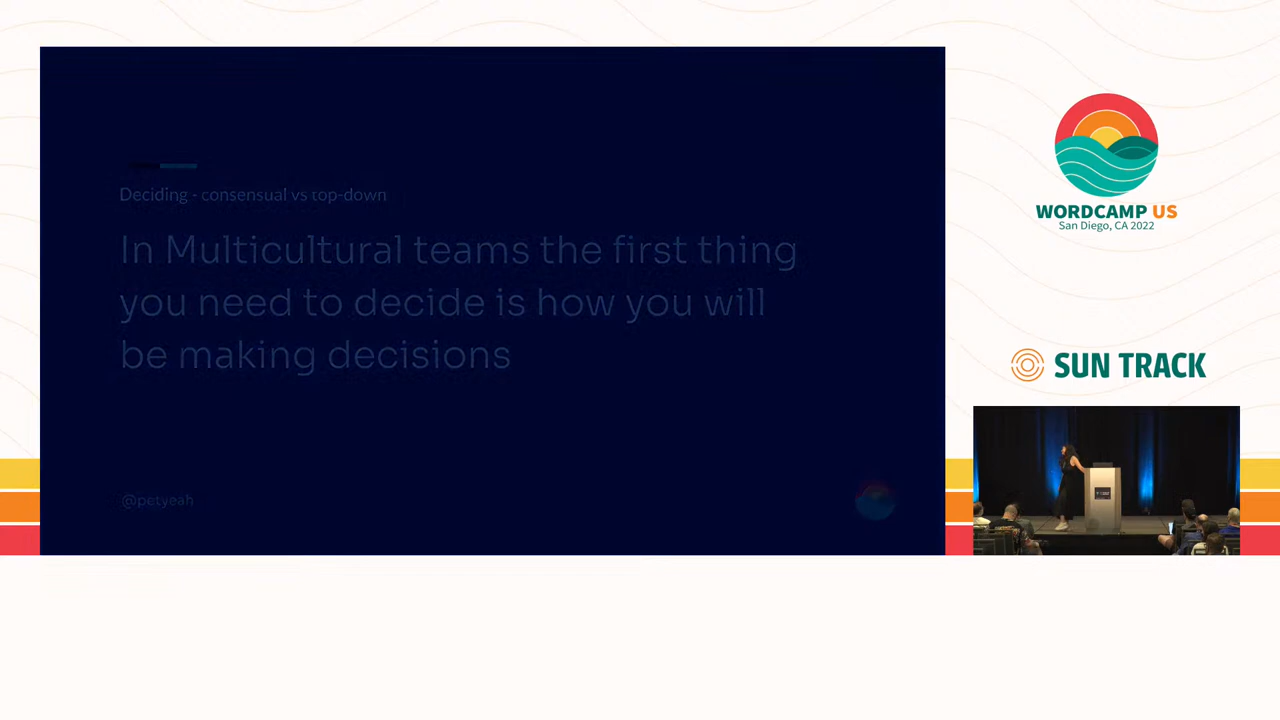 Deciding - consensual vs top-down
In Multicultural teams the first thing
you need to decide is how you will
be making decisions
@petyeah
WORDCAMP US
San Diego, CA 2022
SUN TRACK